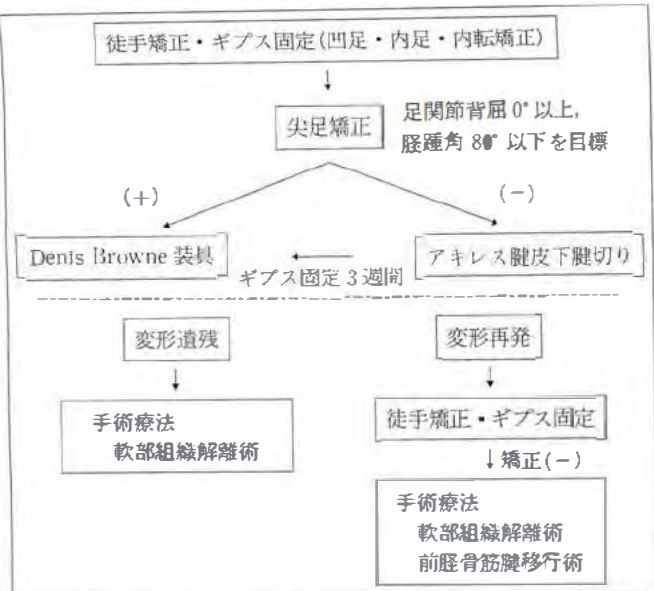 徒手矯正・ギプス固定(凹足・内足・内転矯正)
尖足矯正
足関節背屈 0° 以上,
脛踵角 80° 以下を目標
(+)
(-)
Denis Browne 装具
アキレス腱皮下腱切り
ギプス固定 3 週間
変形遺残
変形再発
手術療法
軟部組織解離術
徒手矯正・ギプス固定
矯正(-)
手術療法
軟部組織解離術
前脛骨筋腱移行術